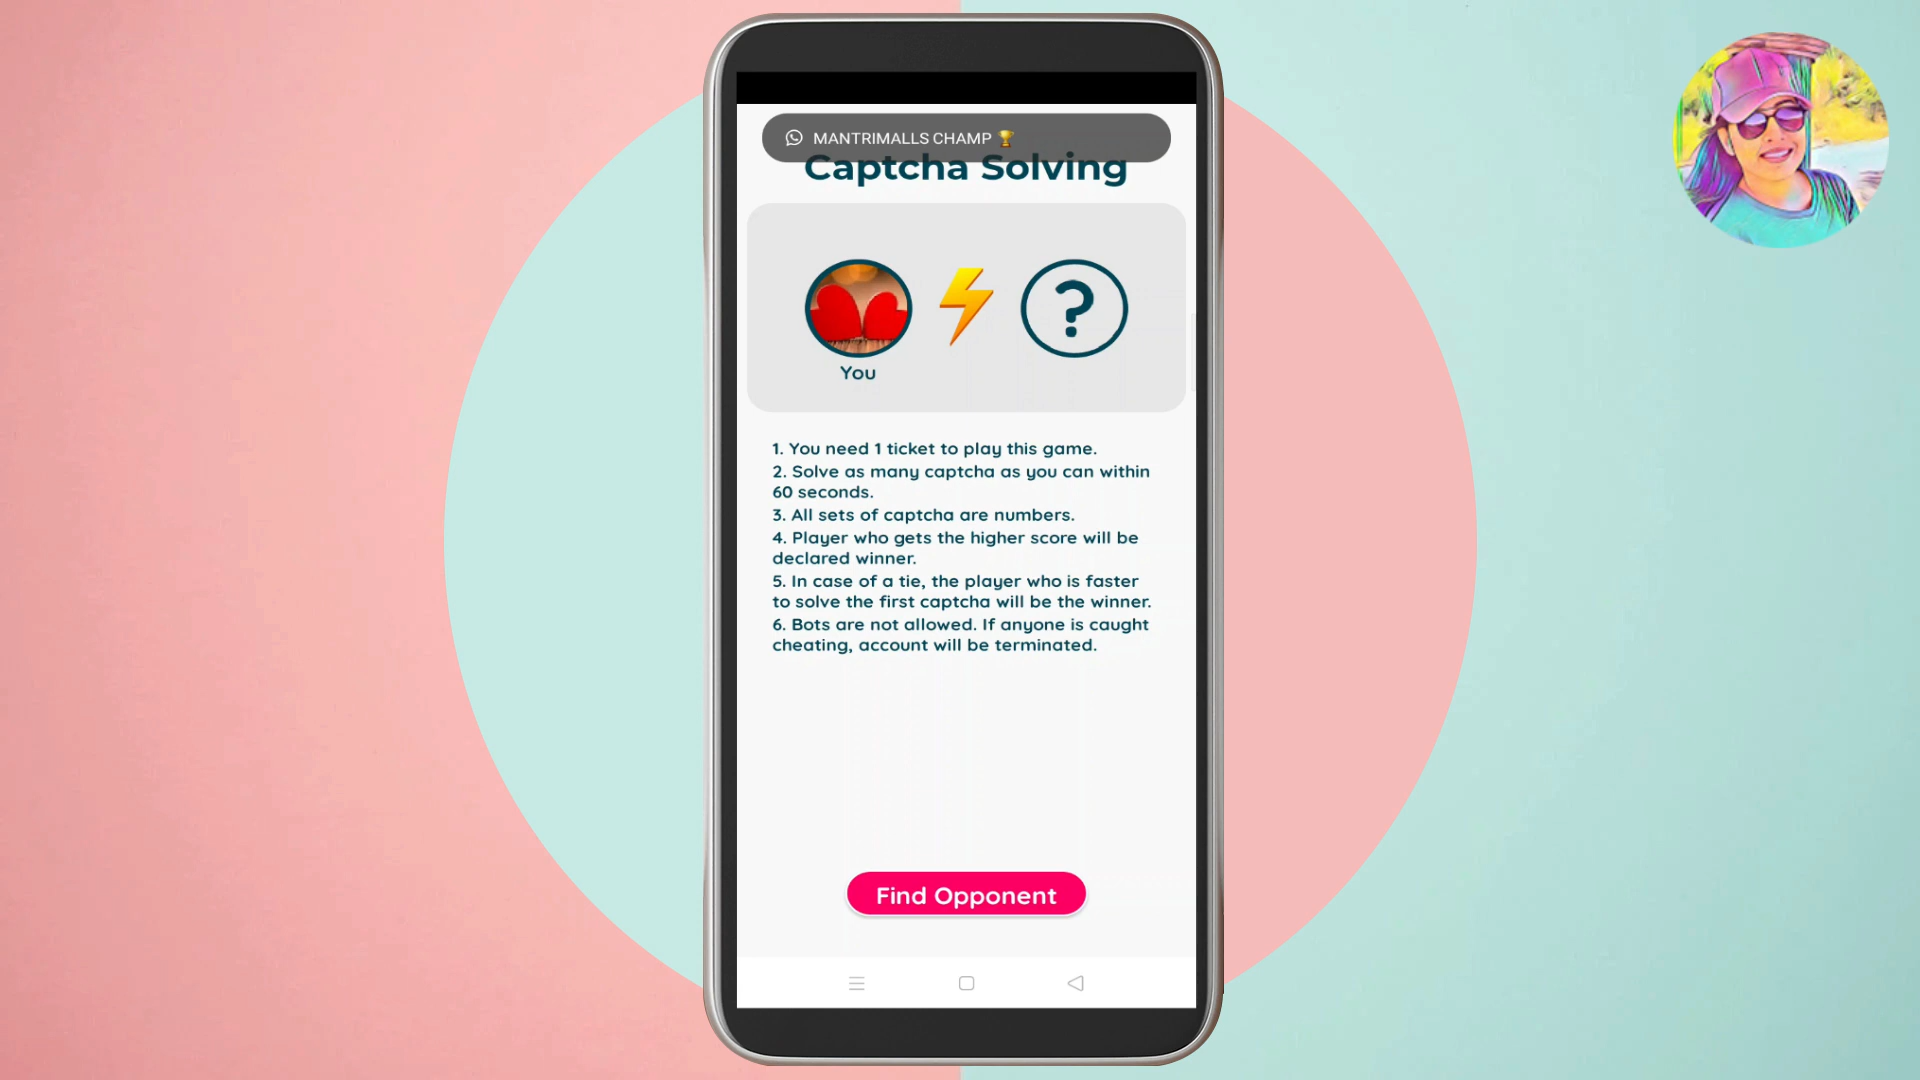 MANTRIMALLS CHAMP 🏆
Captcha Solving
?
You
1. You need 1 ticket to play this game.
2. Solve as many captcha as you can within
60 seconds.
3. All sets of captcha are numbers.
4. Player who gets the higher score will be
declared winner.
5. In case of a tie, the player who is faster
to solve the first captcha will be the winner.
6. Bots are not allowed. If anyone is caught
cheating, account will be terminated.
Find Opponent